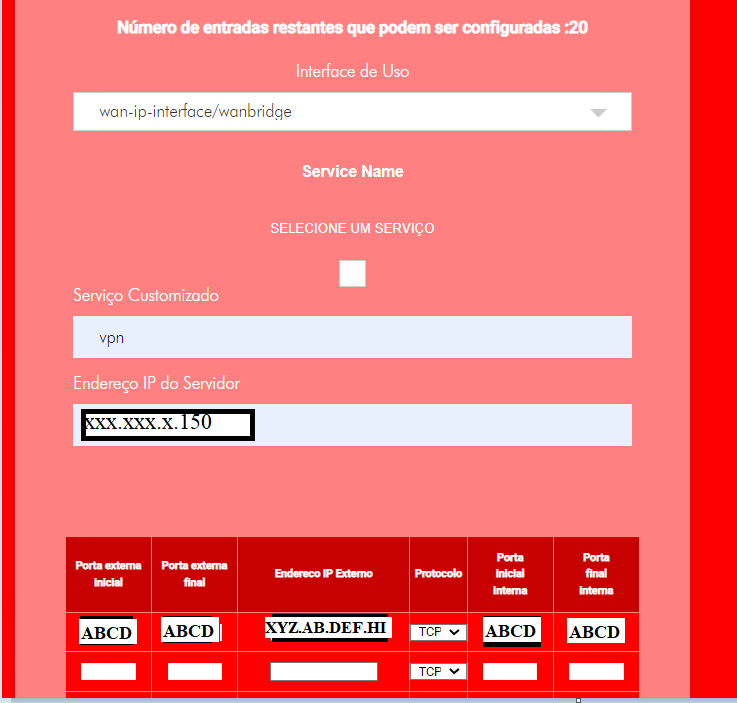 Número de entradas restantes que podem ser configuradas :20
Interface de Uso
wan-ip-interface/wanbridge
Service Name
SELECIONE UM SERVIÇO
Serviço Customizado
vpn
Endereço IP do Servidor
xxx.xxx.x.150
Porta externa inicial
Porta externa final
Endereco IP Externo
Protocolo
Porta inicial interna
Porta final interna
ABCD ABCD XYZ.AB.DEF.HI TCP ABCD ABCD
TCP